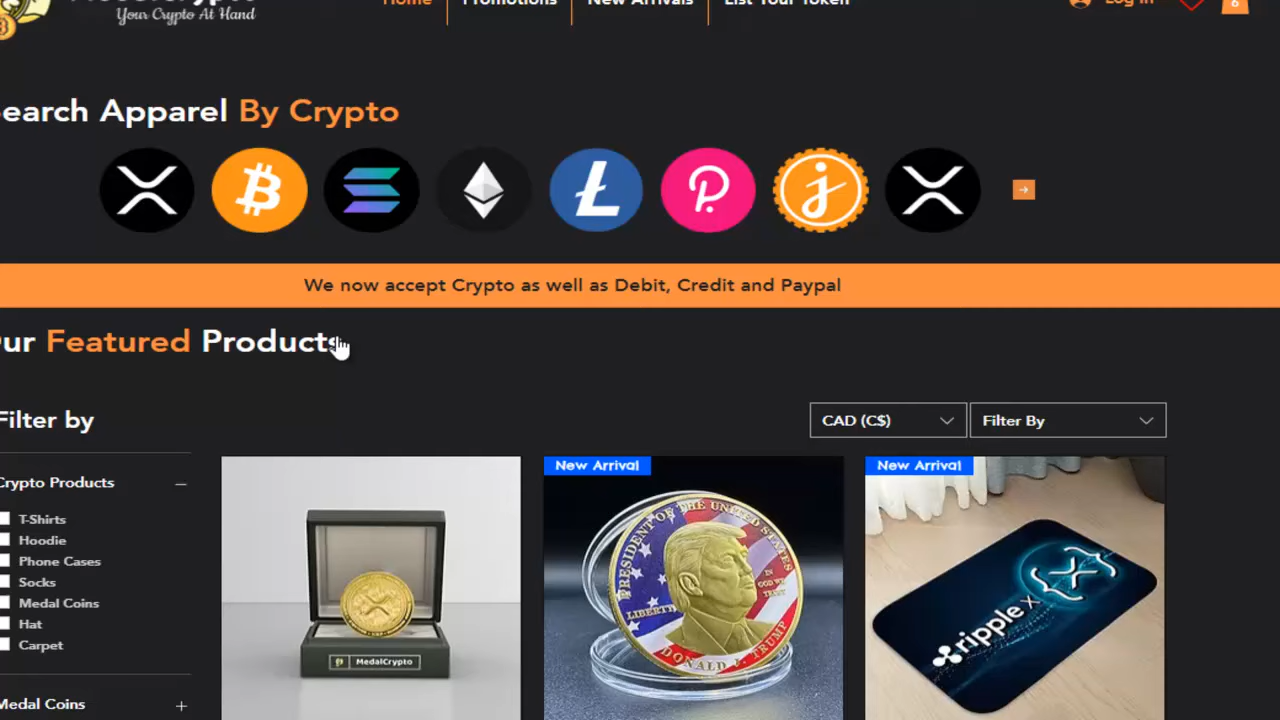 Your Crypto At Hand
Home
Promotions
New Arrivals
List Your Token
Log In
6
earch Apparel By Crypto
We now accept Crypto as well as Debit, Credit and Paypal
ur Featured Products
Filter by
CAD (C$)
Filter By
Crypto Products
T-Shirts
Hoodie
Phone Cases
Socks
Medal Coins
Hat
Carpet
Medal Coins
MedalCrypto
New Arrival
PRESIDENT OF THE UNITED STATES
LIBERTY
IN
GOD WE
TRUST
DONALD J. TRUMP
New Arrival
ripple x